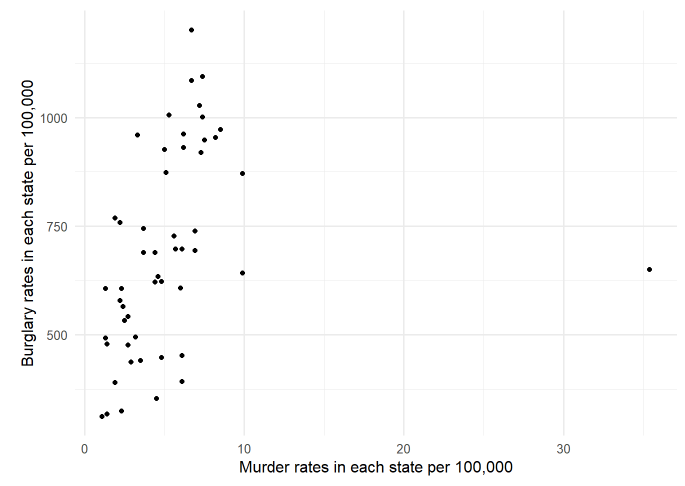 Burglary rates in each state per 100,000
1000
750
500
0 10 20 30
Murder rates in each state per 100,000